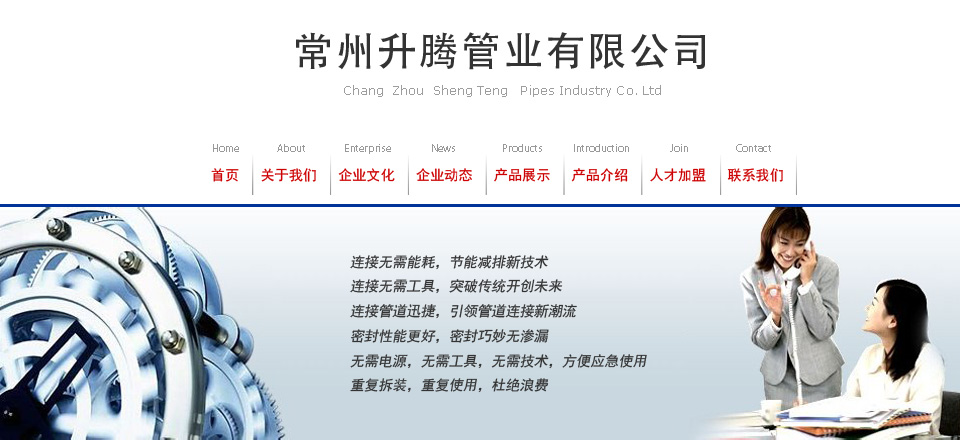 常州升腾管业有限公司
Chang Zhou Sheng Teng Pipes Industry Co. Ltd
Home About Enterprise News Products Introduction Join Contact
首页 关于我们 企业文化 企业动态 产品展示 产品介绍 人才加盟 联系我们
连接无需能耗，节能减排新技术
连接无需工具，突破传统开创未来
连接管道迅捷，引领管道连接新潮流
密封性能更好，密封巧妙无渗漏
无需电源，无需工具，无需技术，方便应急使用
重复拆装，重复使用，杜绝浪费